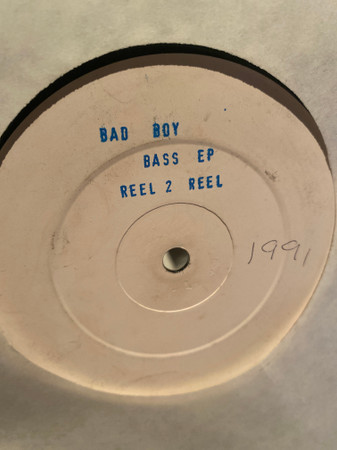 BAD BOY
BASS EP
REEL 2 REEL
1991